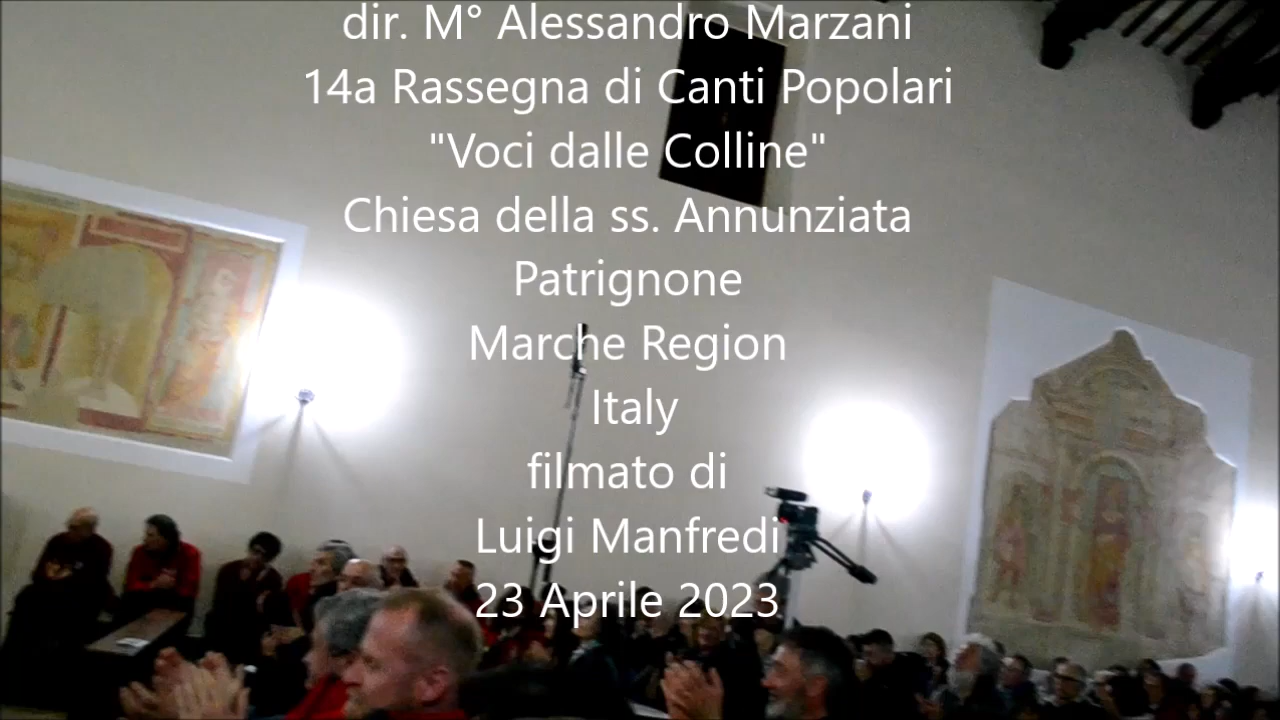 dir. M° Alessandro Marzani
14a Rassegna di Canti Popolari
"Voci dalle Colline"
Chiesa della ss. Annunziata
Patrignone
Marche Region
Italy
filmato di
Luigi Manfredi
23 Aprile 2023